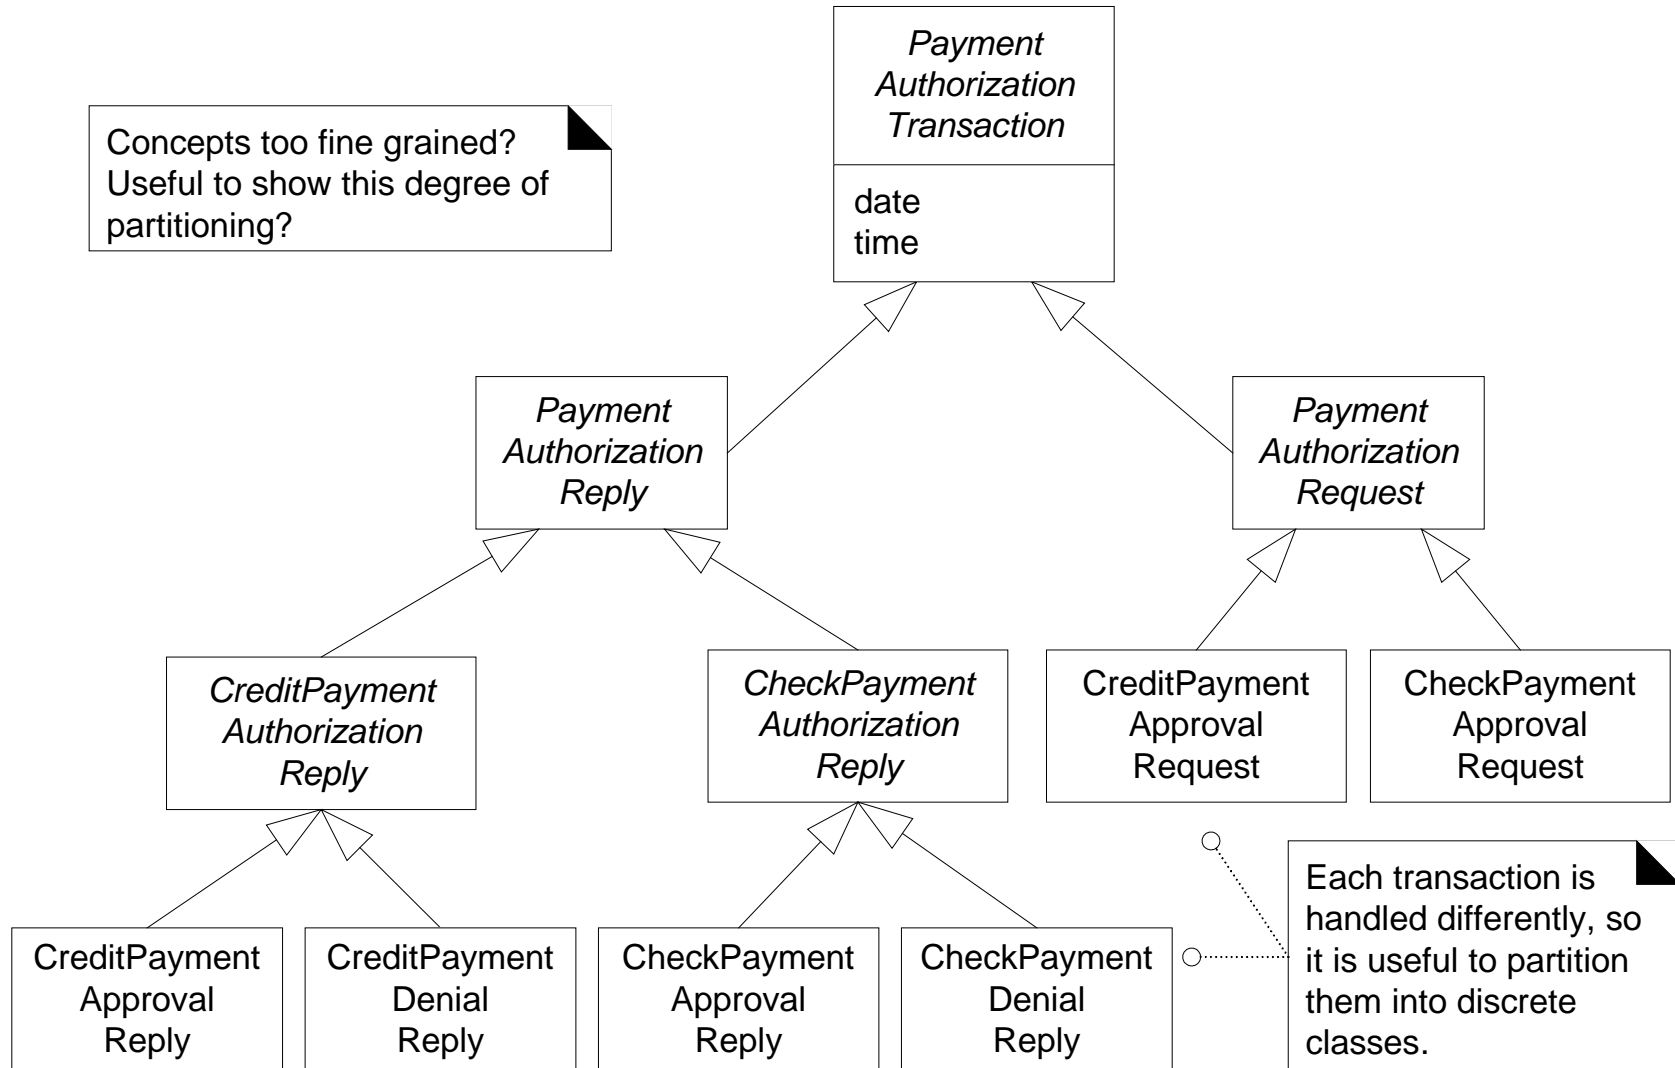 Payment
Authorization
Transaction
date
time
Concepts too fine grained?
Useful to show this degree of
partitioning?
Payment
Authorization
Reply
Payment
Authorization
Request
CreditPayment
Authorization
Reply
CheckPayment
Authorization
Reply
CreditPayment
Approval
Request
CheckPayment
Approval
Request
CreditPayment
Approval
Reply
CreditPayment
Denial
Reply
CheckPayment
Approval
Reply
CheckPayment
Denial
Reply
Each transaction is
handled differently, so
it is useful to partition
them into discrete
classes.